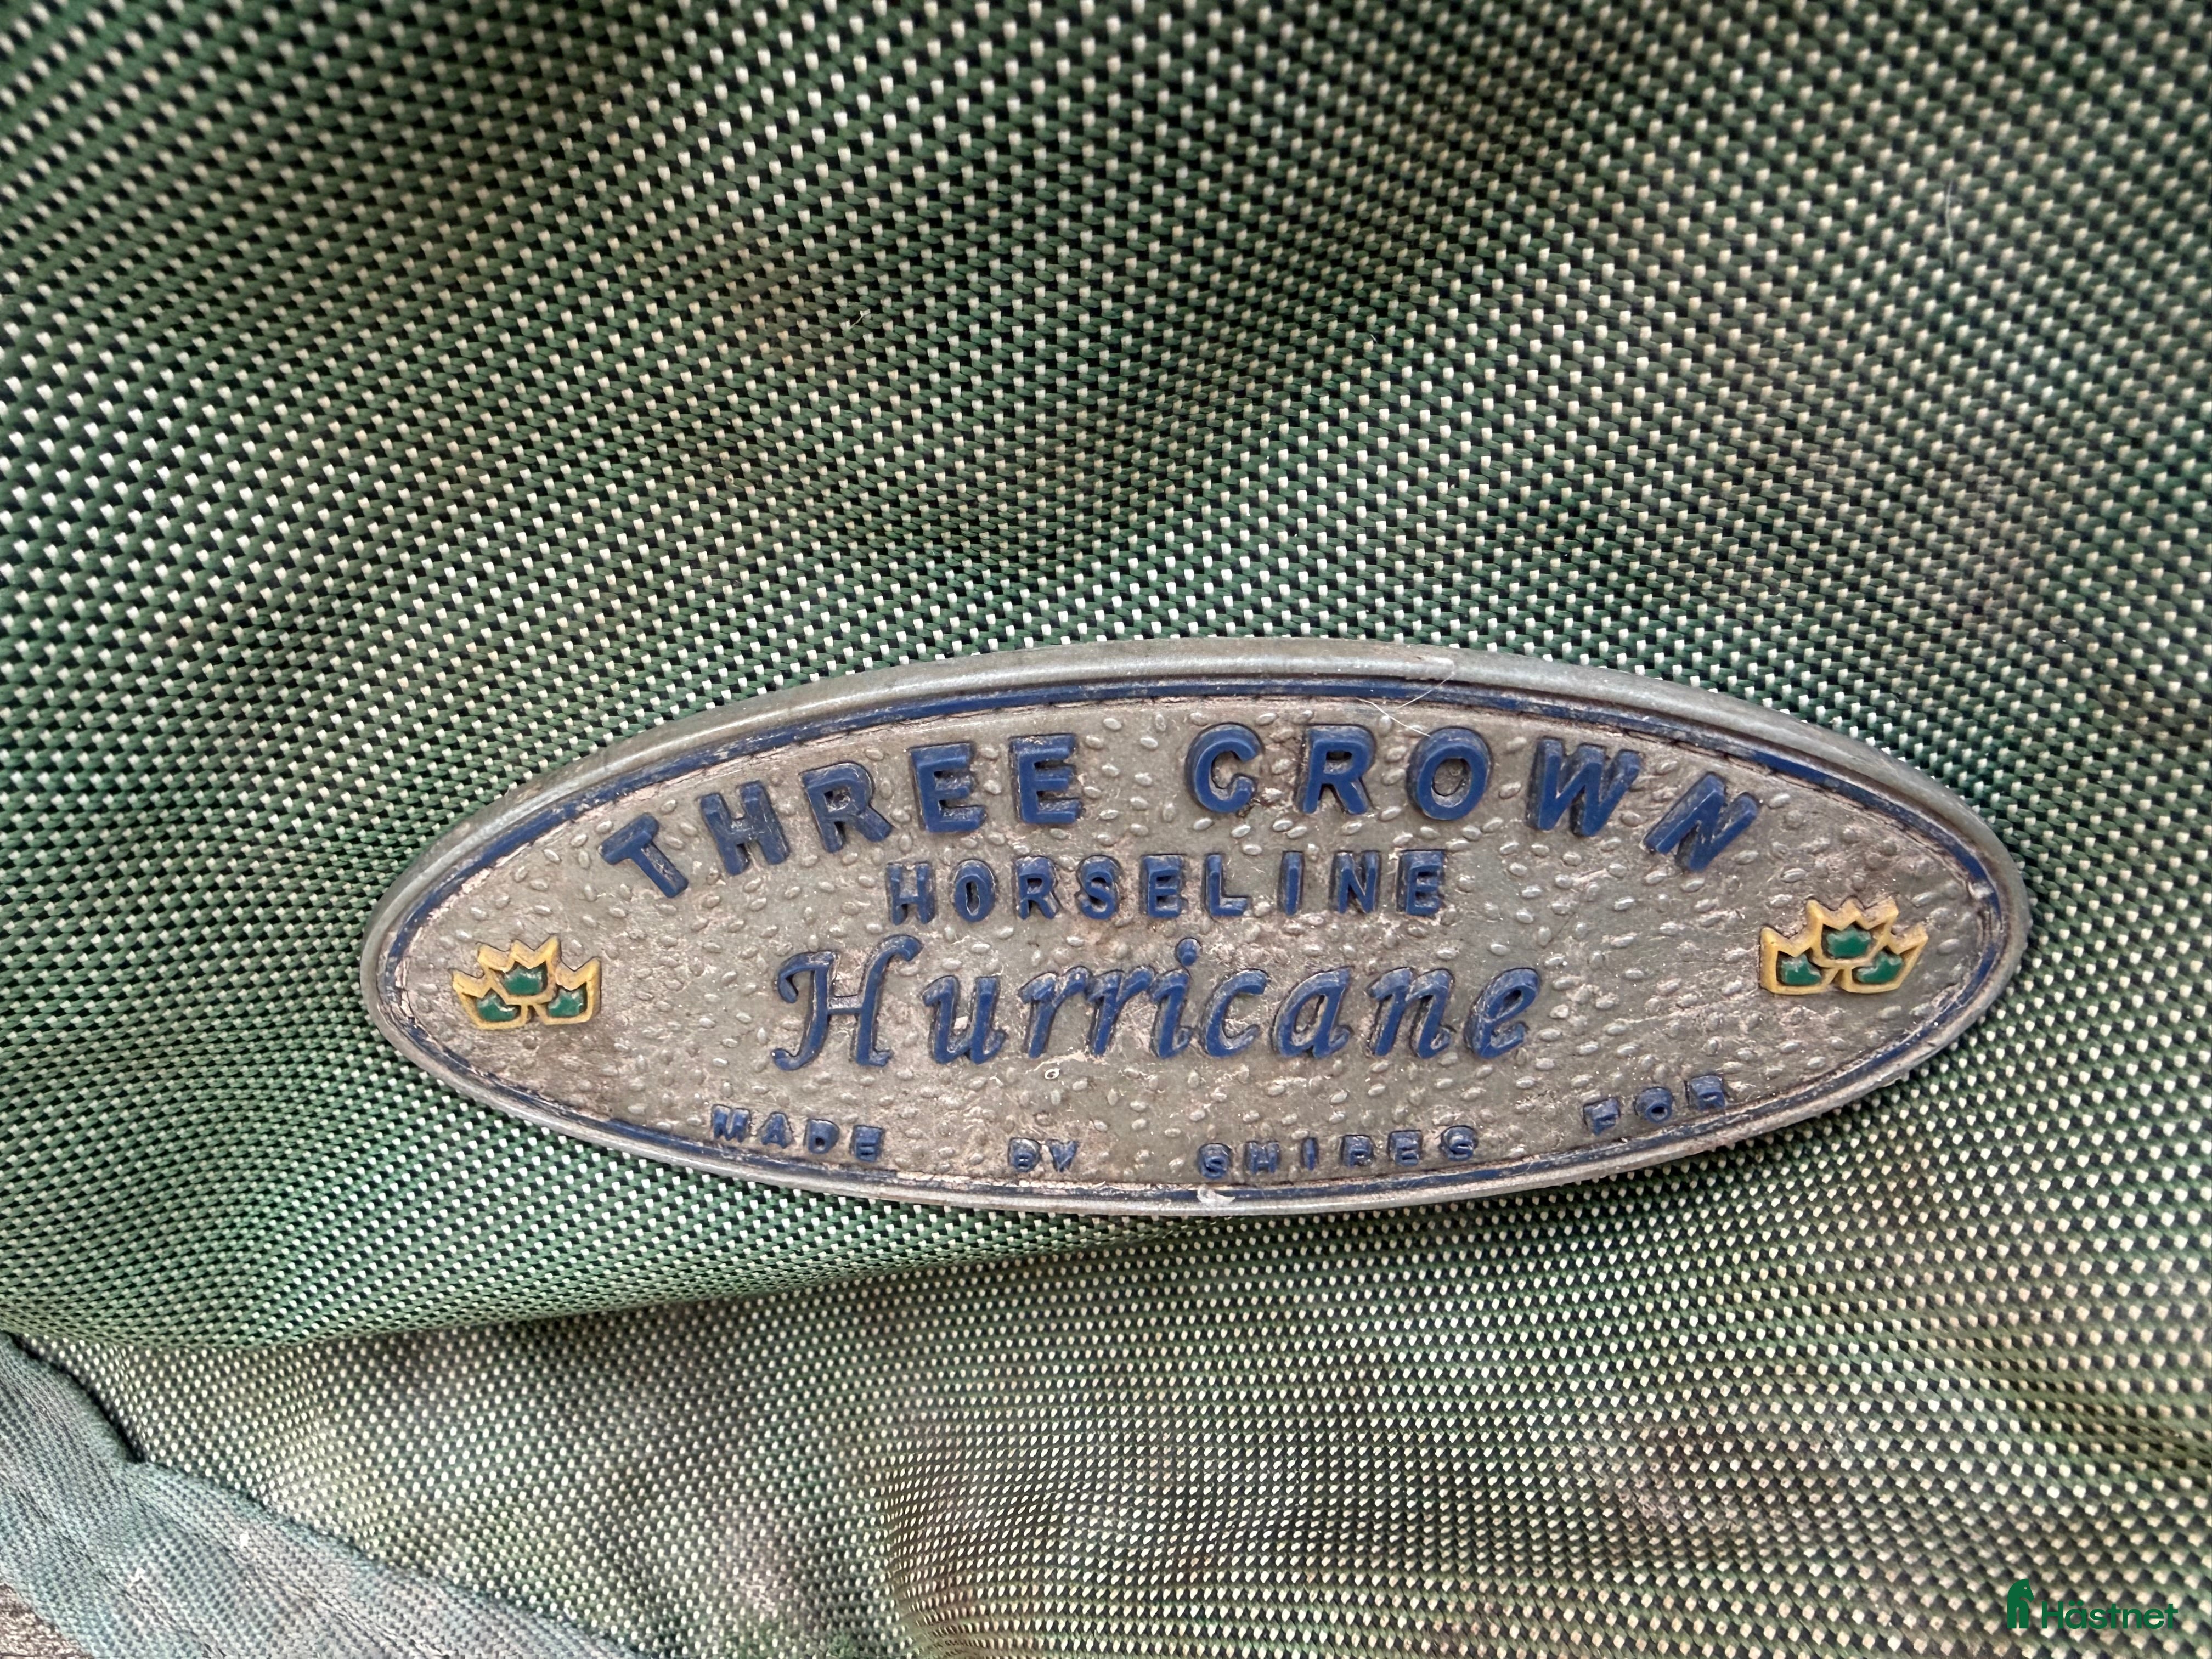 THREE CROWN
HORSELINE
Hurricane
MADE BY SHIRES FOR
Hästnet